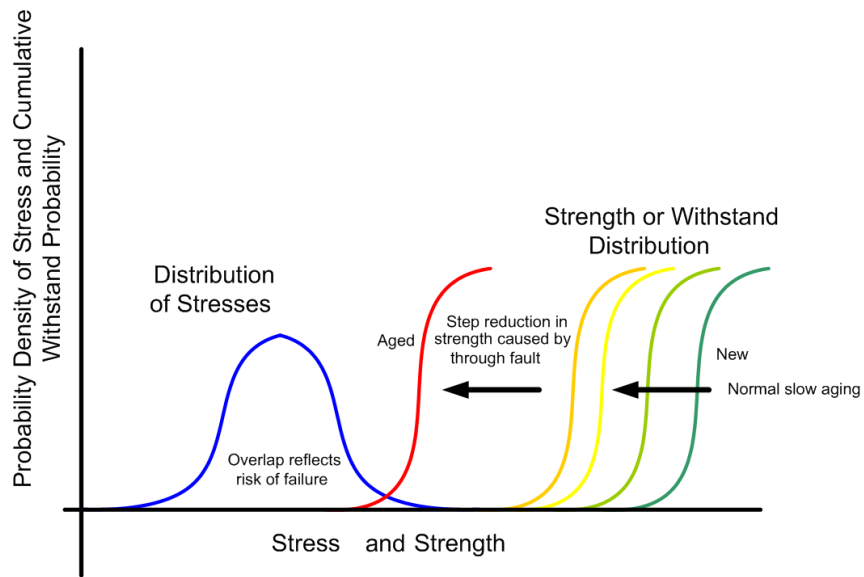 Probability Density of Stress and Cumulative
Withstand Probability
Strength or Withstand
Distribution
Distribution
of Stresses
Aged
Step reduction in
strength caused by
through fault
New
Normal slow aging
Overlap reflects
risk of failure
Stress and Strength